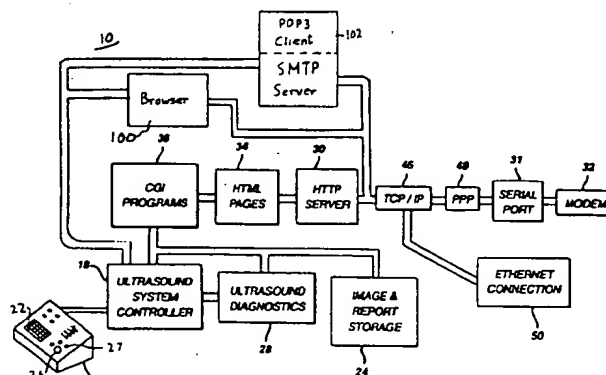 10
POP3
Client
102
SMTP
Server
Browser
100
36
34
30
46
48
31
32
CGI
PROGRAMS
HTML
PAGES
HTTP
SERVER
TCP / IP
PPP
SERIAL
PORT
MODEM
18
ULTRASOUND
SYSTEM
CONTROLLER
ULTRASOUND
DIAGNOSTICS
28
IMAGE &
REPORT
STORAGE
24
ETHERNET
CONNECTION
50
22
27
26